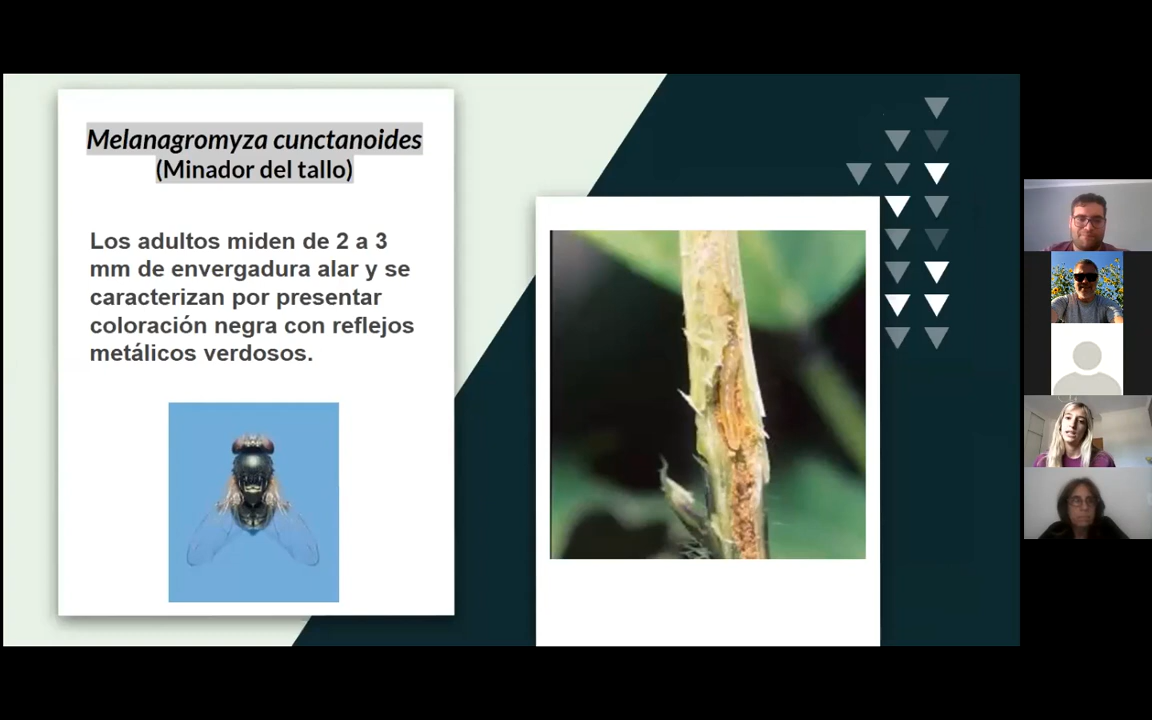 Melanagromyza cunctanoides
(Minador del tallo)
Los adultos miden de 2 a 3
mm de envergadura alar y se
caracterizan por presentar
coloración negra con reflejos
metálicos verdosos.